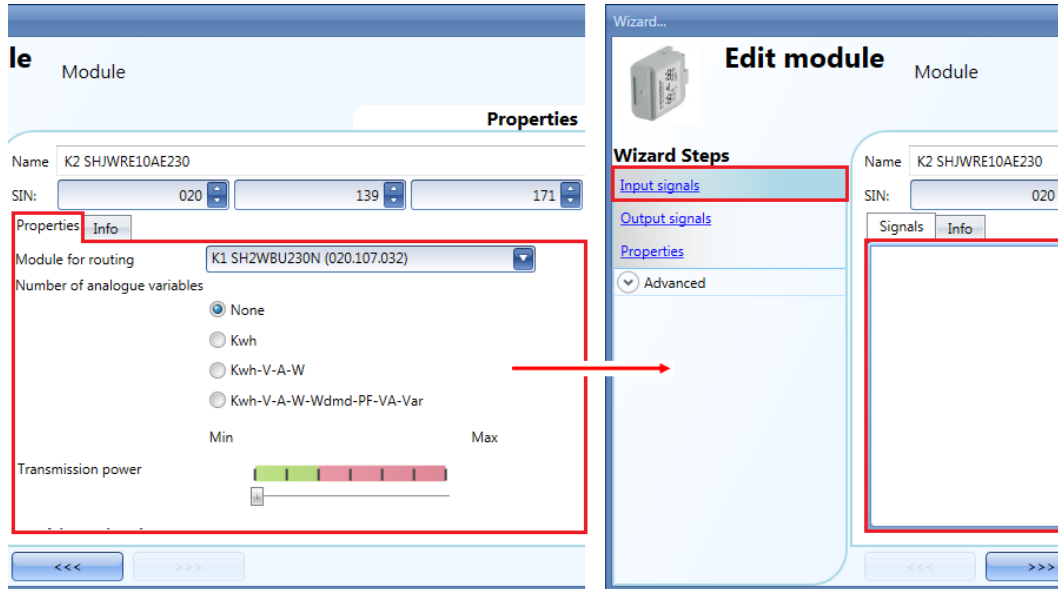 le Module
Properties
Name K2 SHJWRE10AE230
SIN: 020 139 171
Properties Info
Module for routing K1 SH2WBU230N (020.107.032)
Number of analogue variables
None
Kwh
Kwh-V-A-W
Kwh-V-A-W-Wdmd-PF-VA-Var
Min Max
Transmission power
<<< >>>
Wizard...
Edit module Module
Wizard Steps
Input signals
Output signals
Properties
Advanced
Name K2 SHJWRE10AE230
SIN: 020
Signals Info
<<< >>>